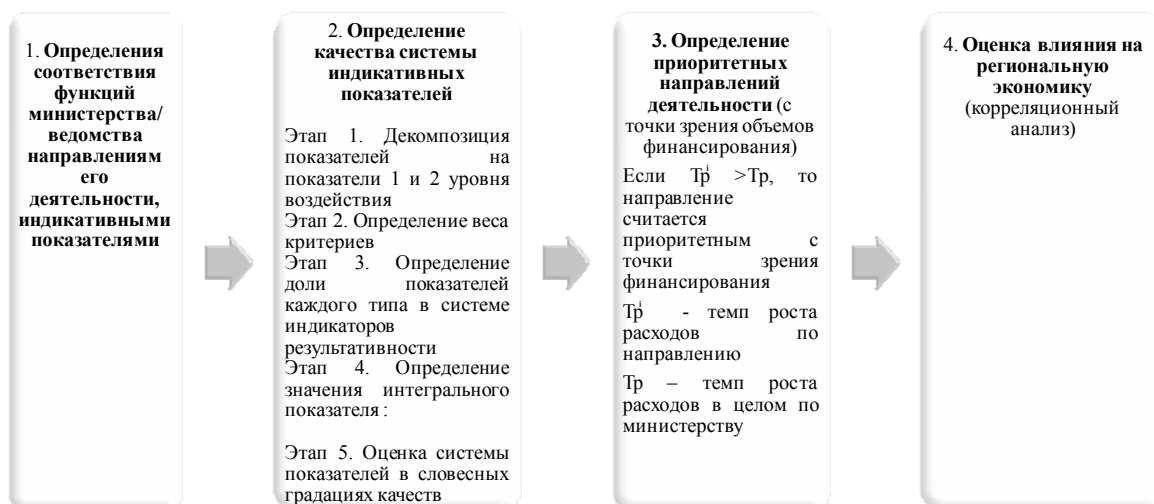 1. Определения
соответствия
функций
министерства/
ведомства
направлениям
его
деятельности,
индикативными
показателями
2. Определение
качества системы
индикативных
показателей
Этап 1. Декомпозиция
показателей на
показатели 1 и 2 уровня
воздействия
Этап 2. Определение веса
критериев
Этап 3. Определение
доли показателей
каждого типа в системе
индикаторов
результативности
Этап 4. Определение
значения интегрального
показателя :
Этап 5. Оценка системы
показателей в словесных
градациях качеств
3. Определение
приоритетных
направлений
деятельности (с
точки зрения объемов
финансирования)
Если Тр^i >Тр, то
направление
считается
приоритетным с
точки зрения
финансирования
Тр^i - темп роста
расходов по
направлению
Тр – темп роста
расходов в целом по
министерству
4. Оценка влияния на
региональную
экономику
(корреляционный
анализ)